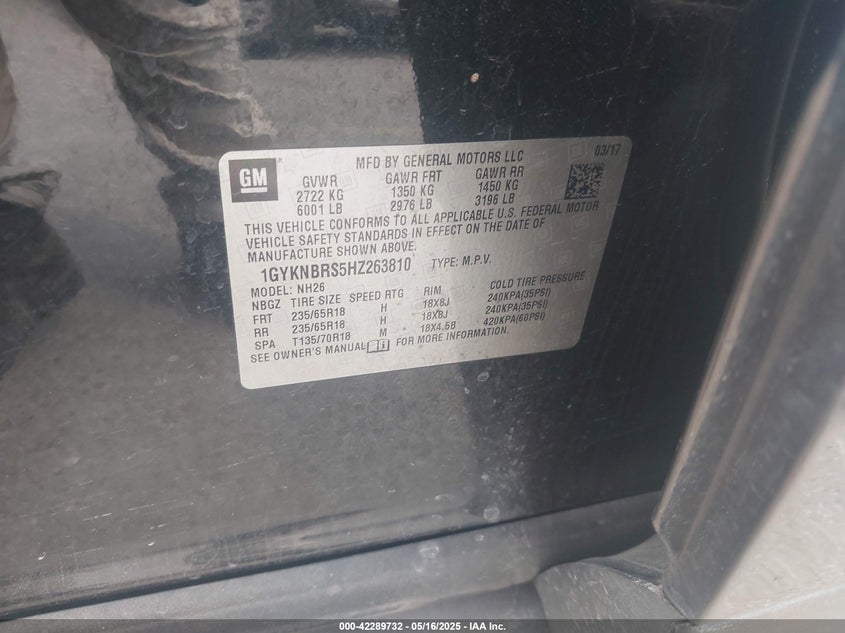 GM
MFD BY GENERAL MOTORS LLC 03/17
GVWR GAWR FRT GAWR RR
2722 KG 1350 KG 1450 KG
6001 LB 2976 LB 3196 LB
THIS VEHICLE CONFORMS TO ALL APPLICABLE U.S. FEDERAL MOTOR
VEHICLE SAFETY STANDARDS IN EFFECT ON THE DATE OF
MANUFACTURE SHOWN ABOVE.
1GYKNBRS5HZ263810 TYPE: M.P.V.
MODEL: NH26
NBGZ TIRE SIZE SPEED RTG RIM COLD TIRE PRESSURE
FRT 235/65R18 H 18X8J 240KPA(35PSI)
RR 235/65R18 H 18X8J 240KPA(35PSI)
SPA T135/70R18 M 18X4.5B 420KPA(60PSI)
SEE OWNER'S MANUAL FOR MORE INFORMATION.
000-42289732 - 05/16/2025 - IAA Inc.